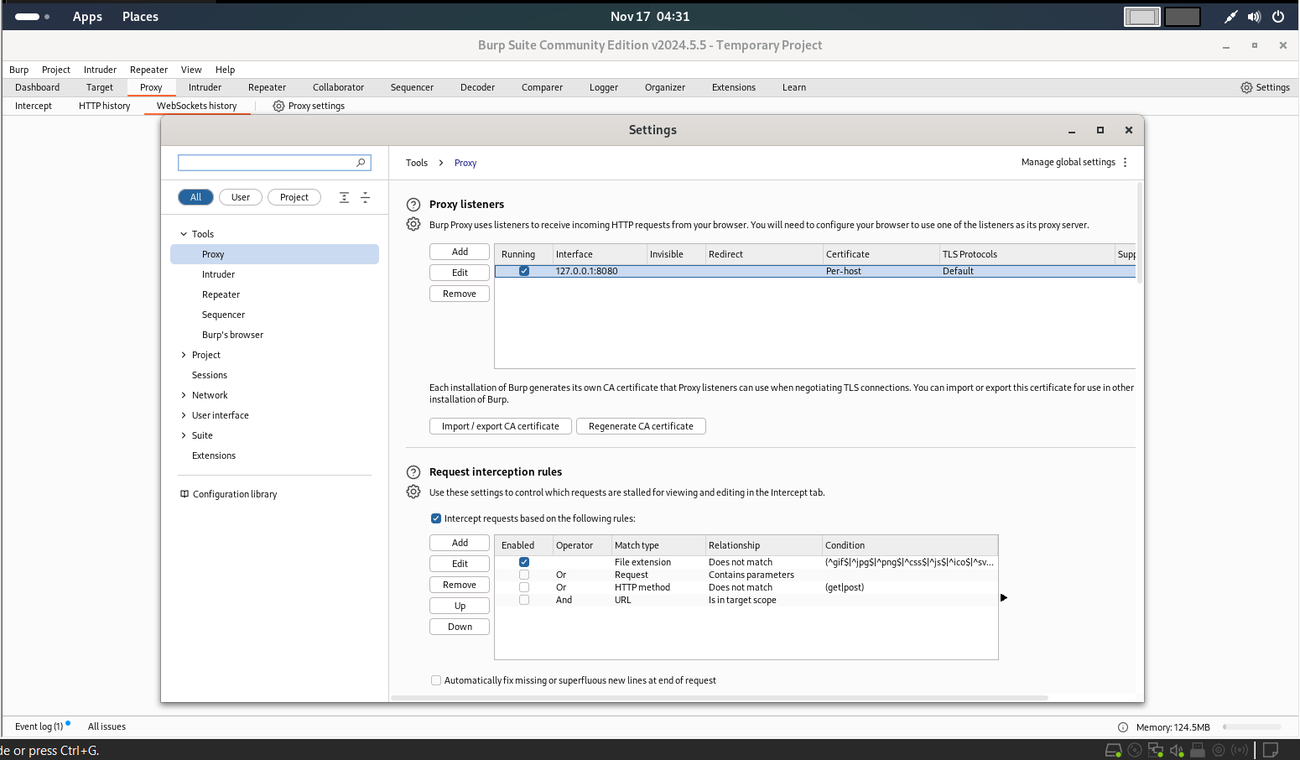 Apps Places Nov 17 04:31
Burp Suite Community Edition v2024.5.5 - Temporary Project
Burp Project Intruder Repeater View Help
Dashboard Target Proxy Intruder Repeater Collaborator Sequencer Decoder Comparer Logger Organizer Extensions Learn Settings
Intercept HTTP history WebSockets history Proxy settings
Settings
Tools > Proxy Manage global settings
All User Project
Tools
Proxy
Intruder
Repeater
Sequencer
Burp's browser
Project
Sessions
Network
User interface
Suite
Extensions
Configuration library
Proxy listeners
Burp Proxy uses listeners to receive incoming HTTP requests from your browser. You will need to configure your browser to use one of the listeners as its proxy server.
Add
Edit
Remove
Running Interface Invisible Redirect Certificate TLS Protocols Supp
127.0.0.1:8080 Per-host Default
Each installation of Burp generates its own CA certificate that Proxy listeners can use when negotiating TLS connections. You can import or export this certificate for use in other
installation of Burp.
Import / export CA certificate Regenerate CA certificate
Request interception rules
Use these settings to control which requests are stalled for viewing and editing in the Intercept tab.
Intercept requests based on the following rules:
Add
Edit
Remove
Up
Down
Enabled Operator Match type Relationship Condition
File extension Does not match (^gif$|^jpg$|^png$|^css$|^js$|^ico$|^sv...
Or Request Contains parameters
Or HTTP method Does not match (get|post)
And URL Is in target scope
Automatically fix missing or superfluous new lines at end of request
Event log (1) All issues Memory: 124.5MB
de or press Ctrl+G.